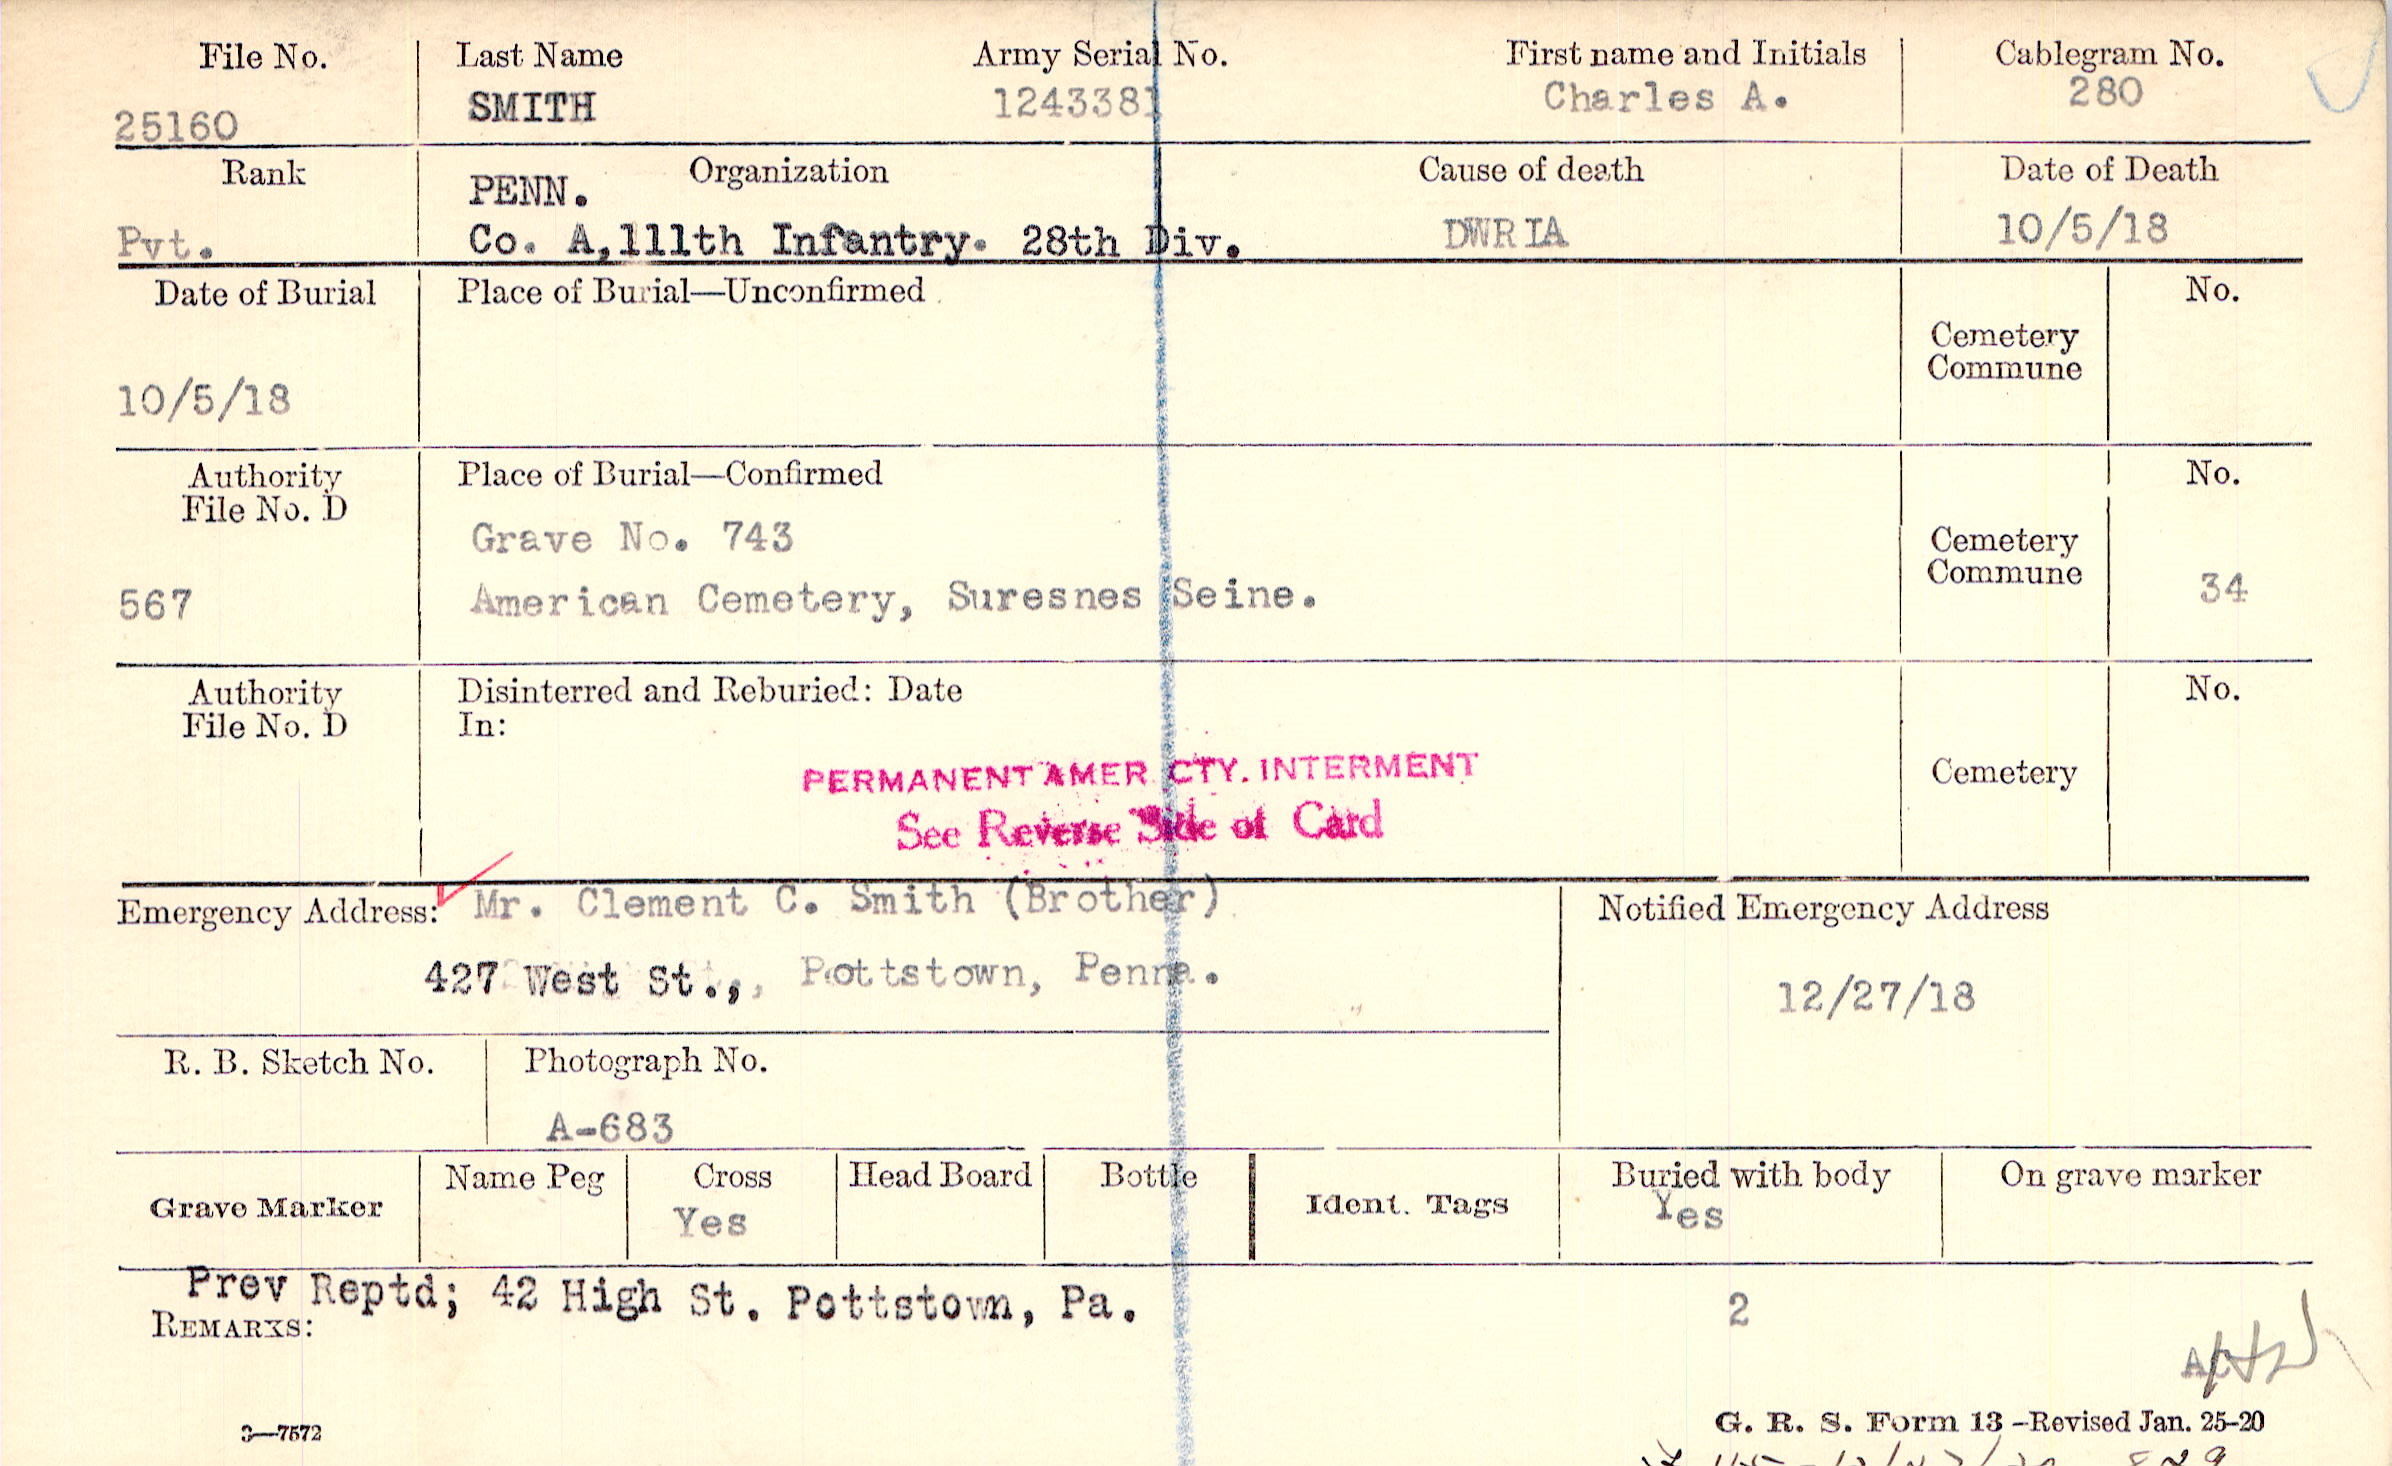 File No. Last Name Army Serial No. First name and Initials Cablegram No.
25160 SMITH 1243381 Charles A. 280
Rank Organization Cause of death Date of Death
PENN.
Pvt. Co. A,111th Infantry. 28th Div. DWRIA 10/5/18
Date of Burial Place of Burial—Unconfirmed No.
Cemetery
Commune
10/5/18
Authority Place of Burial—Confirmed No.
File No. D
Grave No. 743
Cemetery
Commune
567 American Cemetery, Suresnes Seine. 34
Authority Disinterred and Reburied: Date No.
File No. D In:
PERMANENT AMER. CTY. INTERMENT Cemetery
See Reverse Side of Card
Emergency Address: Mr. Clement C. Smith (Brother) Notified Emergency Address
427 West St., Pottstown, Penna. 12/27/18
R. B. Sketch No. Photograph No.
A-683
Grave Marker Name Peg Cross Head Board Bottle Ident. Tags Buried with body On grave marker
Yes Yes
Prev Reptd; 42 High St. Pottstown, Pa. 2
REMARKS:
3—7572 G. R. S. Form 13 -Revised Jan. 25-20